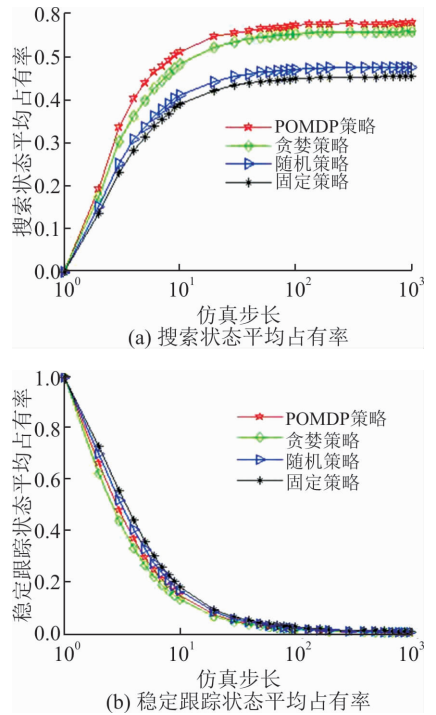 搜索状态平均占有率
0.8
0.5
0.4
0.3
0.2
0.1
0.0
POMDP策略
贪婪策略
随机策略
固定策略
10⁰ 10¹ 10² 10³
仿真步长
(a) 搜索状态平均占有率
稳定跟踪状态平均占有率
1.0
0.8
0.6
0.4
0.2
0.0
POMDP策略
贪婪策略
随机策略
固定策略
10⁰ 10¹ 10² 10³
仿真步长
(b) 稳定跟踪状态平均占有率